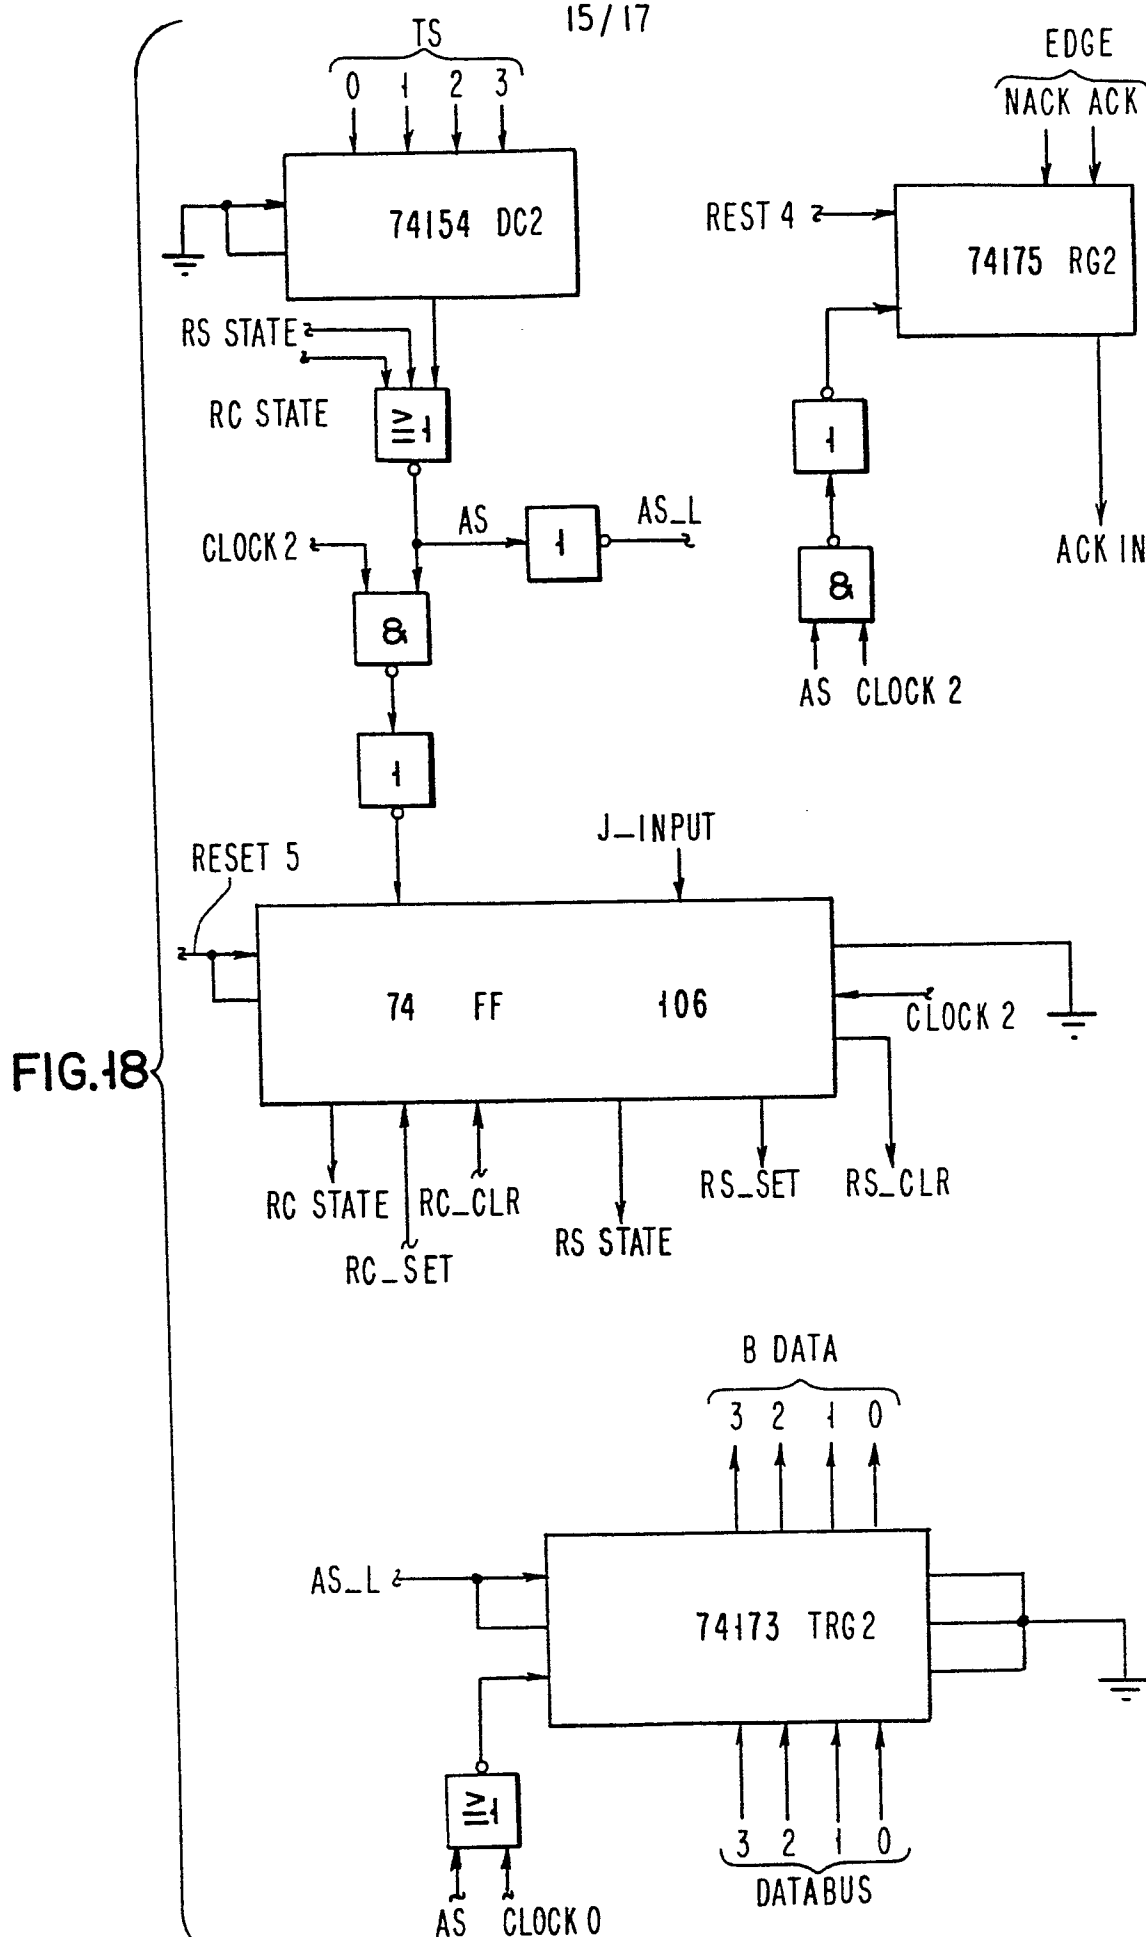 15/17
TS
0 1 2 3
74154 DC2
EDGE
NACK ACK
REST 4
74175 RG2
RS STATE
RC STATE
≥1
1
CLOCK 2
AS
1
AS_L
ACK IN
&
&
AS CLOCK 2
1
J_INPUT
RESET 5
74 FF 106
CLOCK 2
FIG.18
RC STATE
RC_CLR
RS_SET
RS_CLR
RC_SET
RS STATE
B DATA
3 2 1 0
AS_L
74173 TRG2
≥1
3 2 1 0
DATABUS
AS CLOCK 0